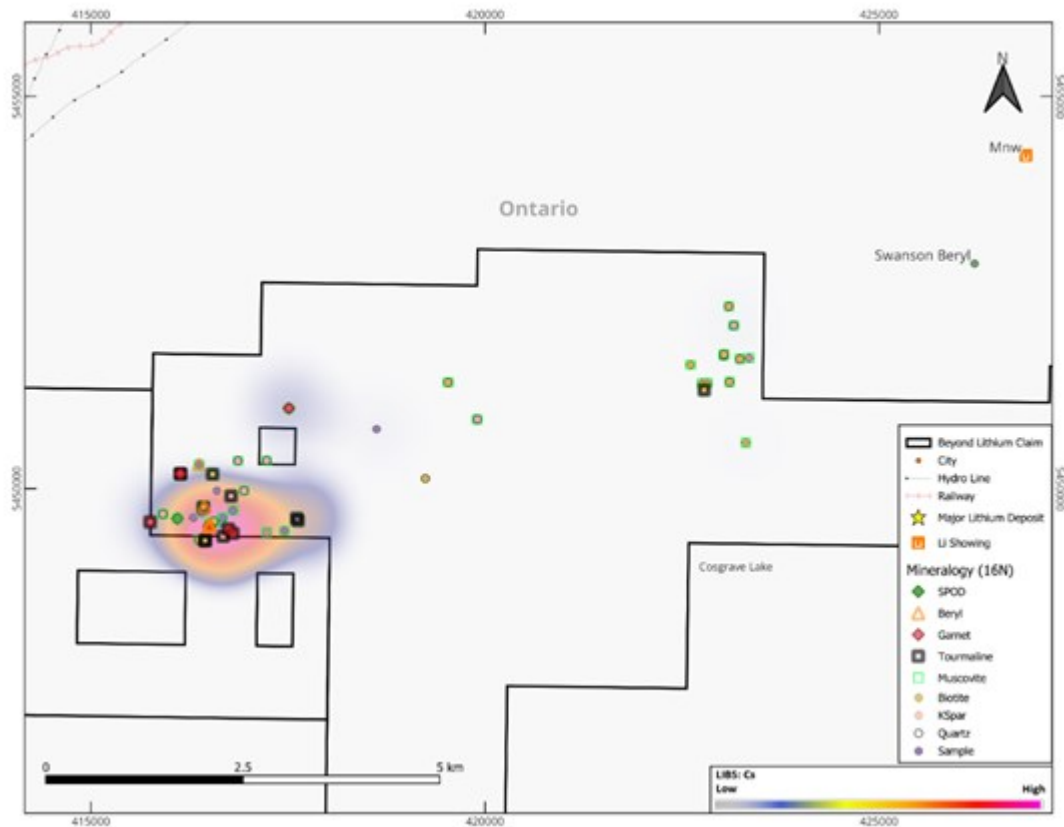 415000
420000
425000
N
5455000
5455000
Mnw
Li
Ontario
Swanson Beryl
Beyond Lithium Claim
City
Hydro Line
Railway
Major Lithium Deposit
Li Showing
Mineralogy (16N)
SPOD
Beryl
Garnet
Tourmaline
Muscovite
Biotite
KSpar
Quartz
Sample
5450000
5450000
Cosgrave Lake
0
2.5
5 km
LIBS: Cs
Low
High
415000
420000
425000